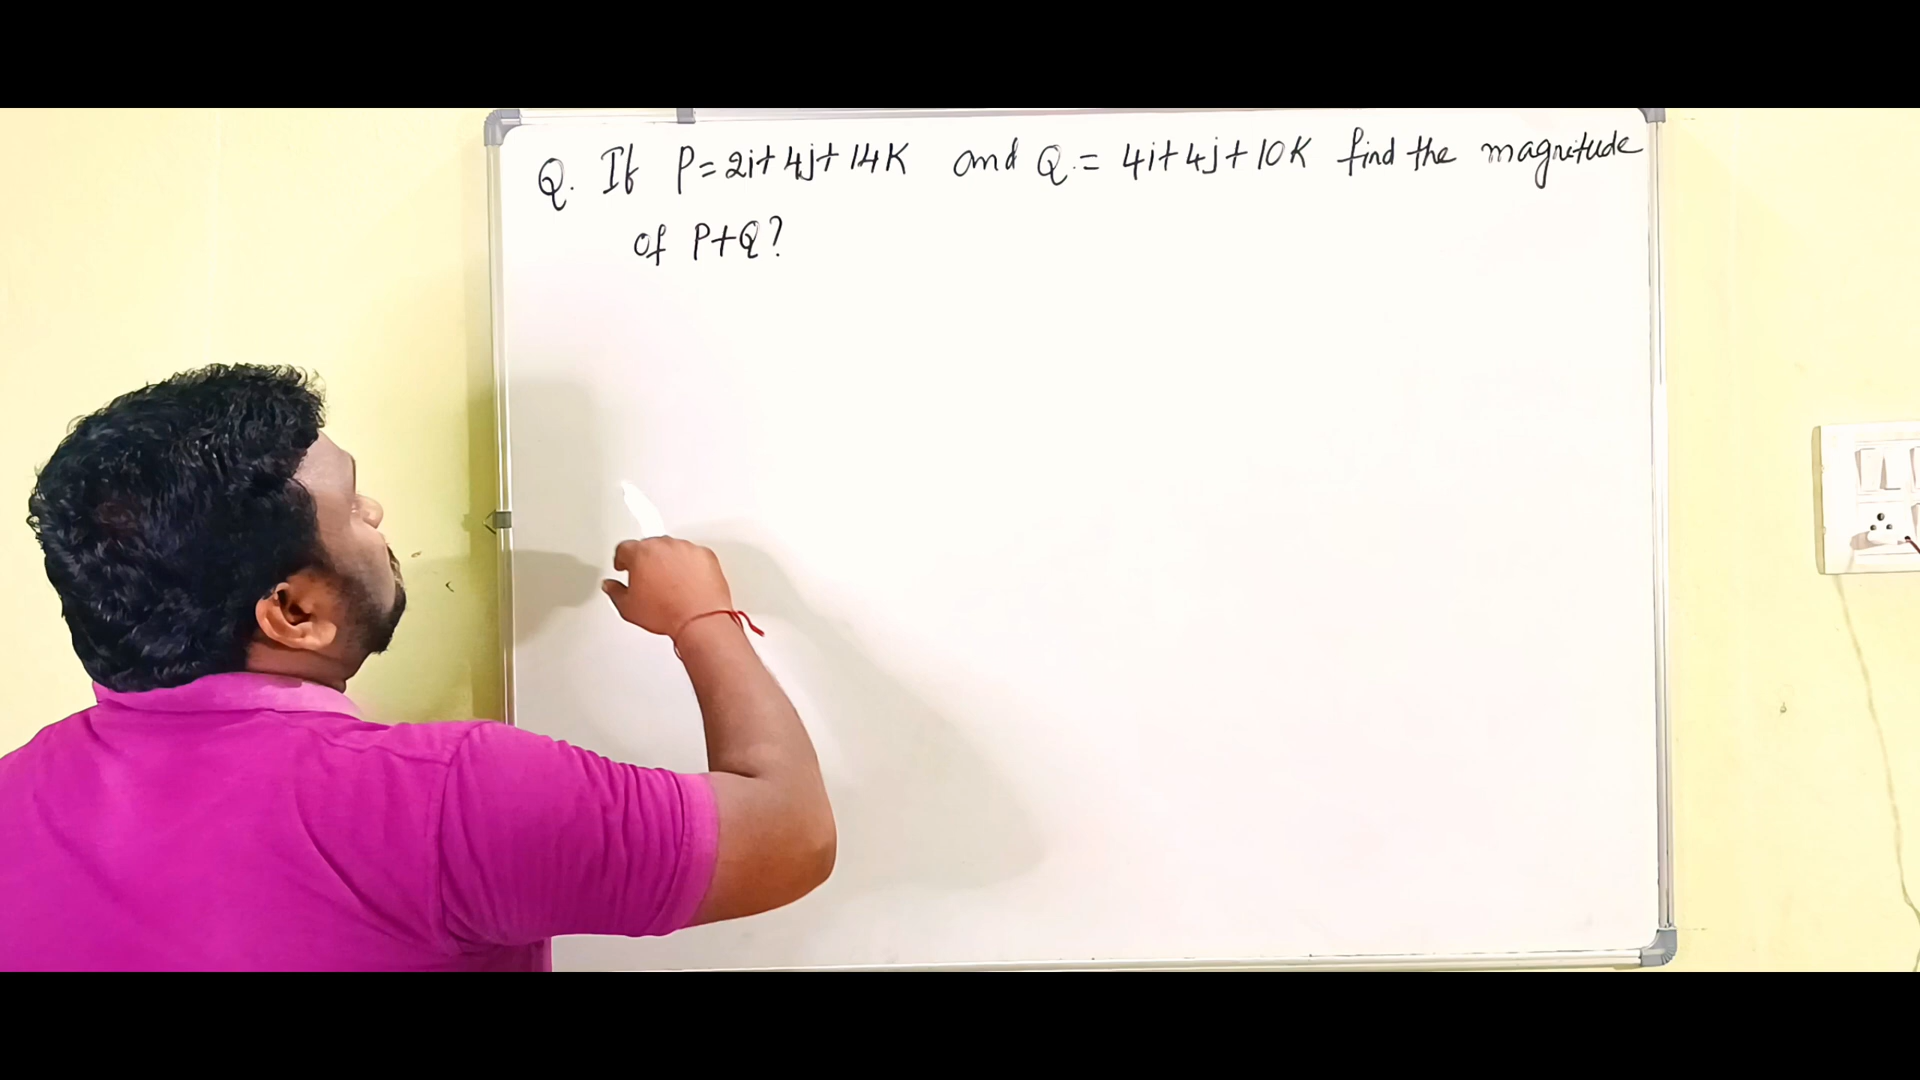 Q. If P=2i+4j+14K and Q.= 4i+4j+10K find the magnitude
of P+Q?